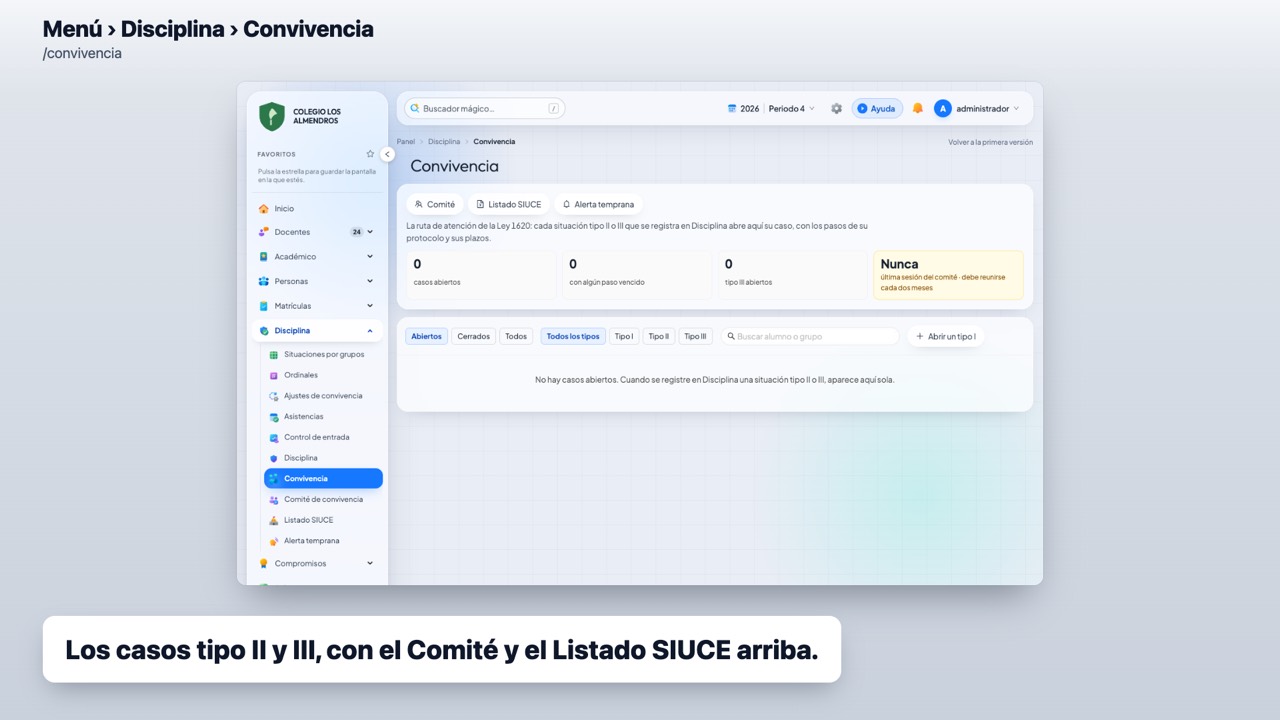 Menú › Disciplina › Convivencia
/convivencia
COLEGIO LOS
ALMENDROS
FAVORITOS
Pulsa la estrella para guardar la pantalla
en la que estés.
Inicio
Docentes 24
Académico
Personas
Matrículas
Disciplina
Situaciones por grupos
Ordinales
Ajustes de convivencia
Asistencias
Control de entrada
Disciplina
Convivencia
Comité de convivencia
Listado SIUCE
Alerta temprana
Compromisos
Buscador mágico... /
2026 Periodo 4
Ayuda
A administrador
Panel › Disciplina › Convivencia
Volver a la primera versión
Convivencia
Comité Listado SIUCE Alerta temprana
La ruta de atención de la Ley 1620: cada situación tipo II o III que se registra en Disciplina abre aquí su caso, con los pasos de su
protocolo y sus plazos.
0
casos abiertos
0
con algún paso vencido
0
tipo III abiertos
Nunca
última sesión del comité · debe reunirse
cada dos meses
Abiertos Cerrados Todos Todos los tipos Tipo I Tipo II Tipo III Buscar alumno o grupo + Abrir un tipo I
No hay casos abiertos. Cuando se registre en Disciplina una situación tipo II o III, aparece aquí sola.
Los casos tipo II y III, con el Comité y el Listado SIUCE arriba.